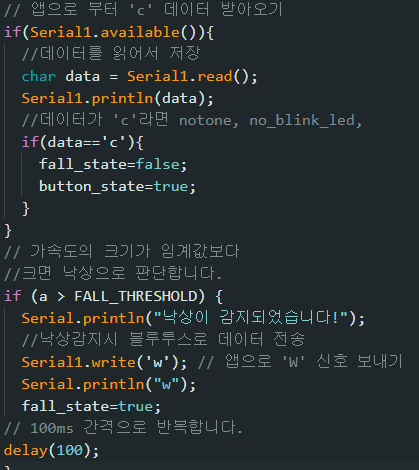 // 앱으로 부터 'c' 데이터 받아오기
if(Serial1.available()){
//데이터를 읽어서 저장
char data = Serial1.read();
Serial1.println(data);
//데이터가 'c'라면 notone, no_blink_led,
if(data=='c'){
fall_state=false;
button_state=true;
}
}
// 가속도의 크기가 임계값보다
//크면 낙상으로 판단합니다.
if (a > FALL_THRESHOLD) {
Serial.println("낙상이 감지되었습니다!");
//낙상감지시 블루투스로 데이터 전송
Serial1.write('w'); // 앱으로 'W' 신호 보내기
Serial.println("w");
fall_state=true;
// 100ms 간격으로 반복합니다.
delay(100);